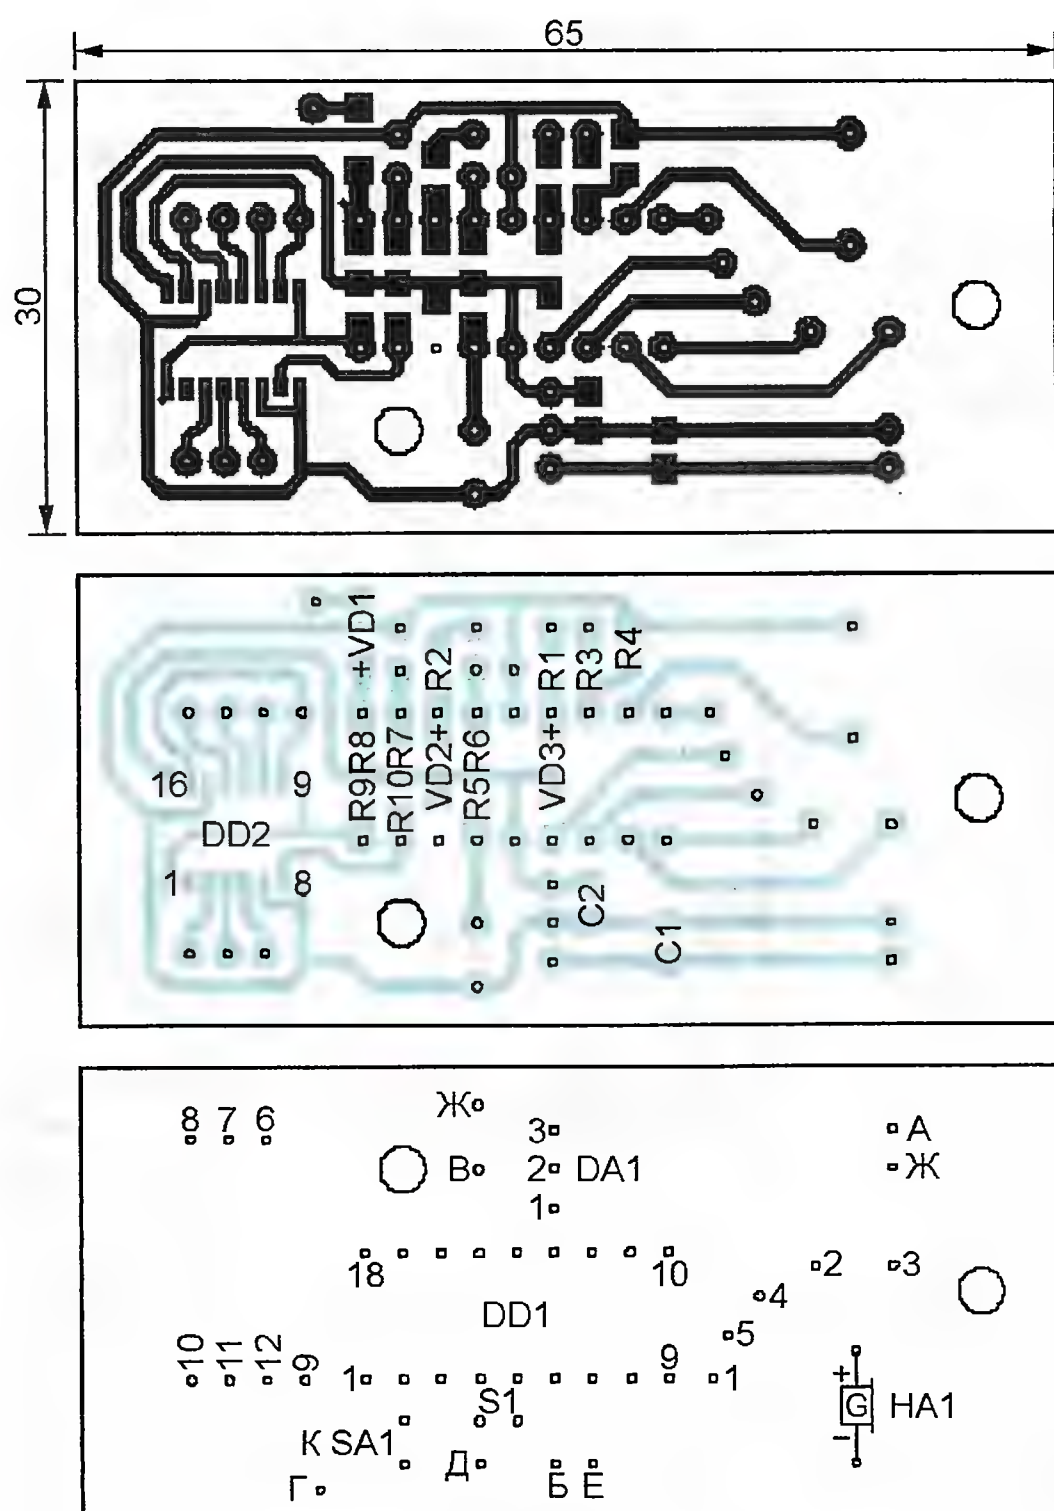 65
30
+VD1
R2
R1
R3
R4
R9R8
R10R7
VD2+
R5R6
VD3+
16
9
DD2
1
8
C2
C1
Ж
8 7 6
3
А
В
2
DA1
Ж
1
18
10
2
3
DD1
4
5
10 11 12 9
1
9
1
S1
+
G
HA1
К SA1
−
Г
Д
Б Е